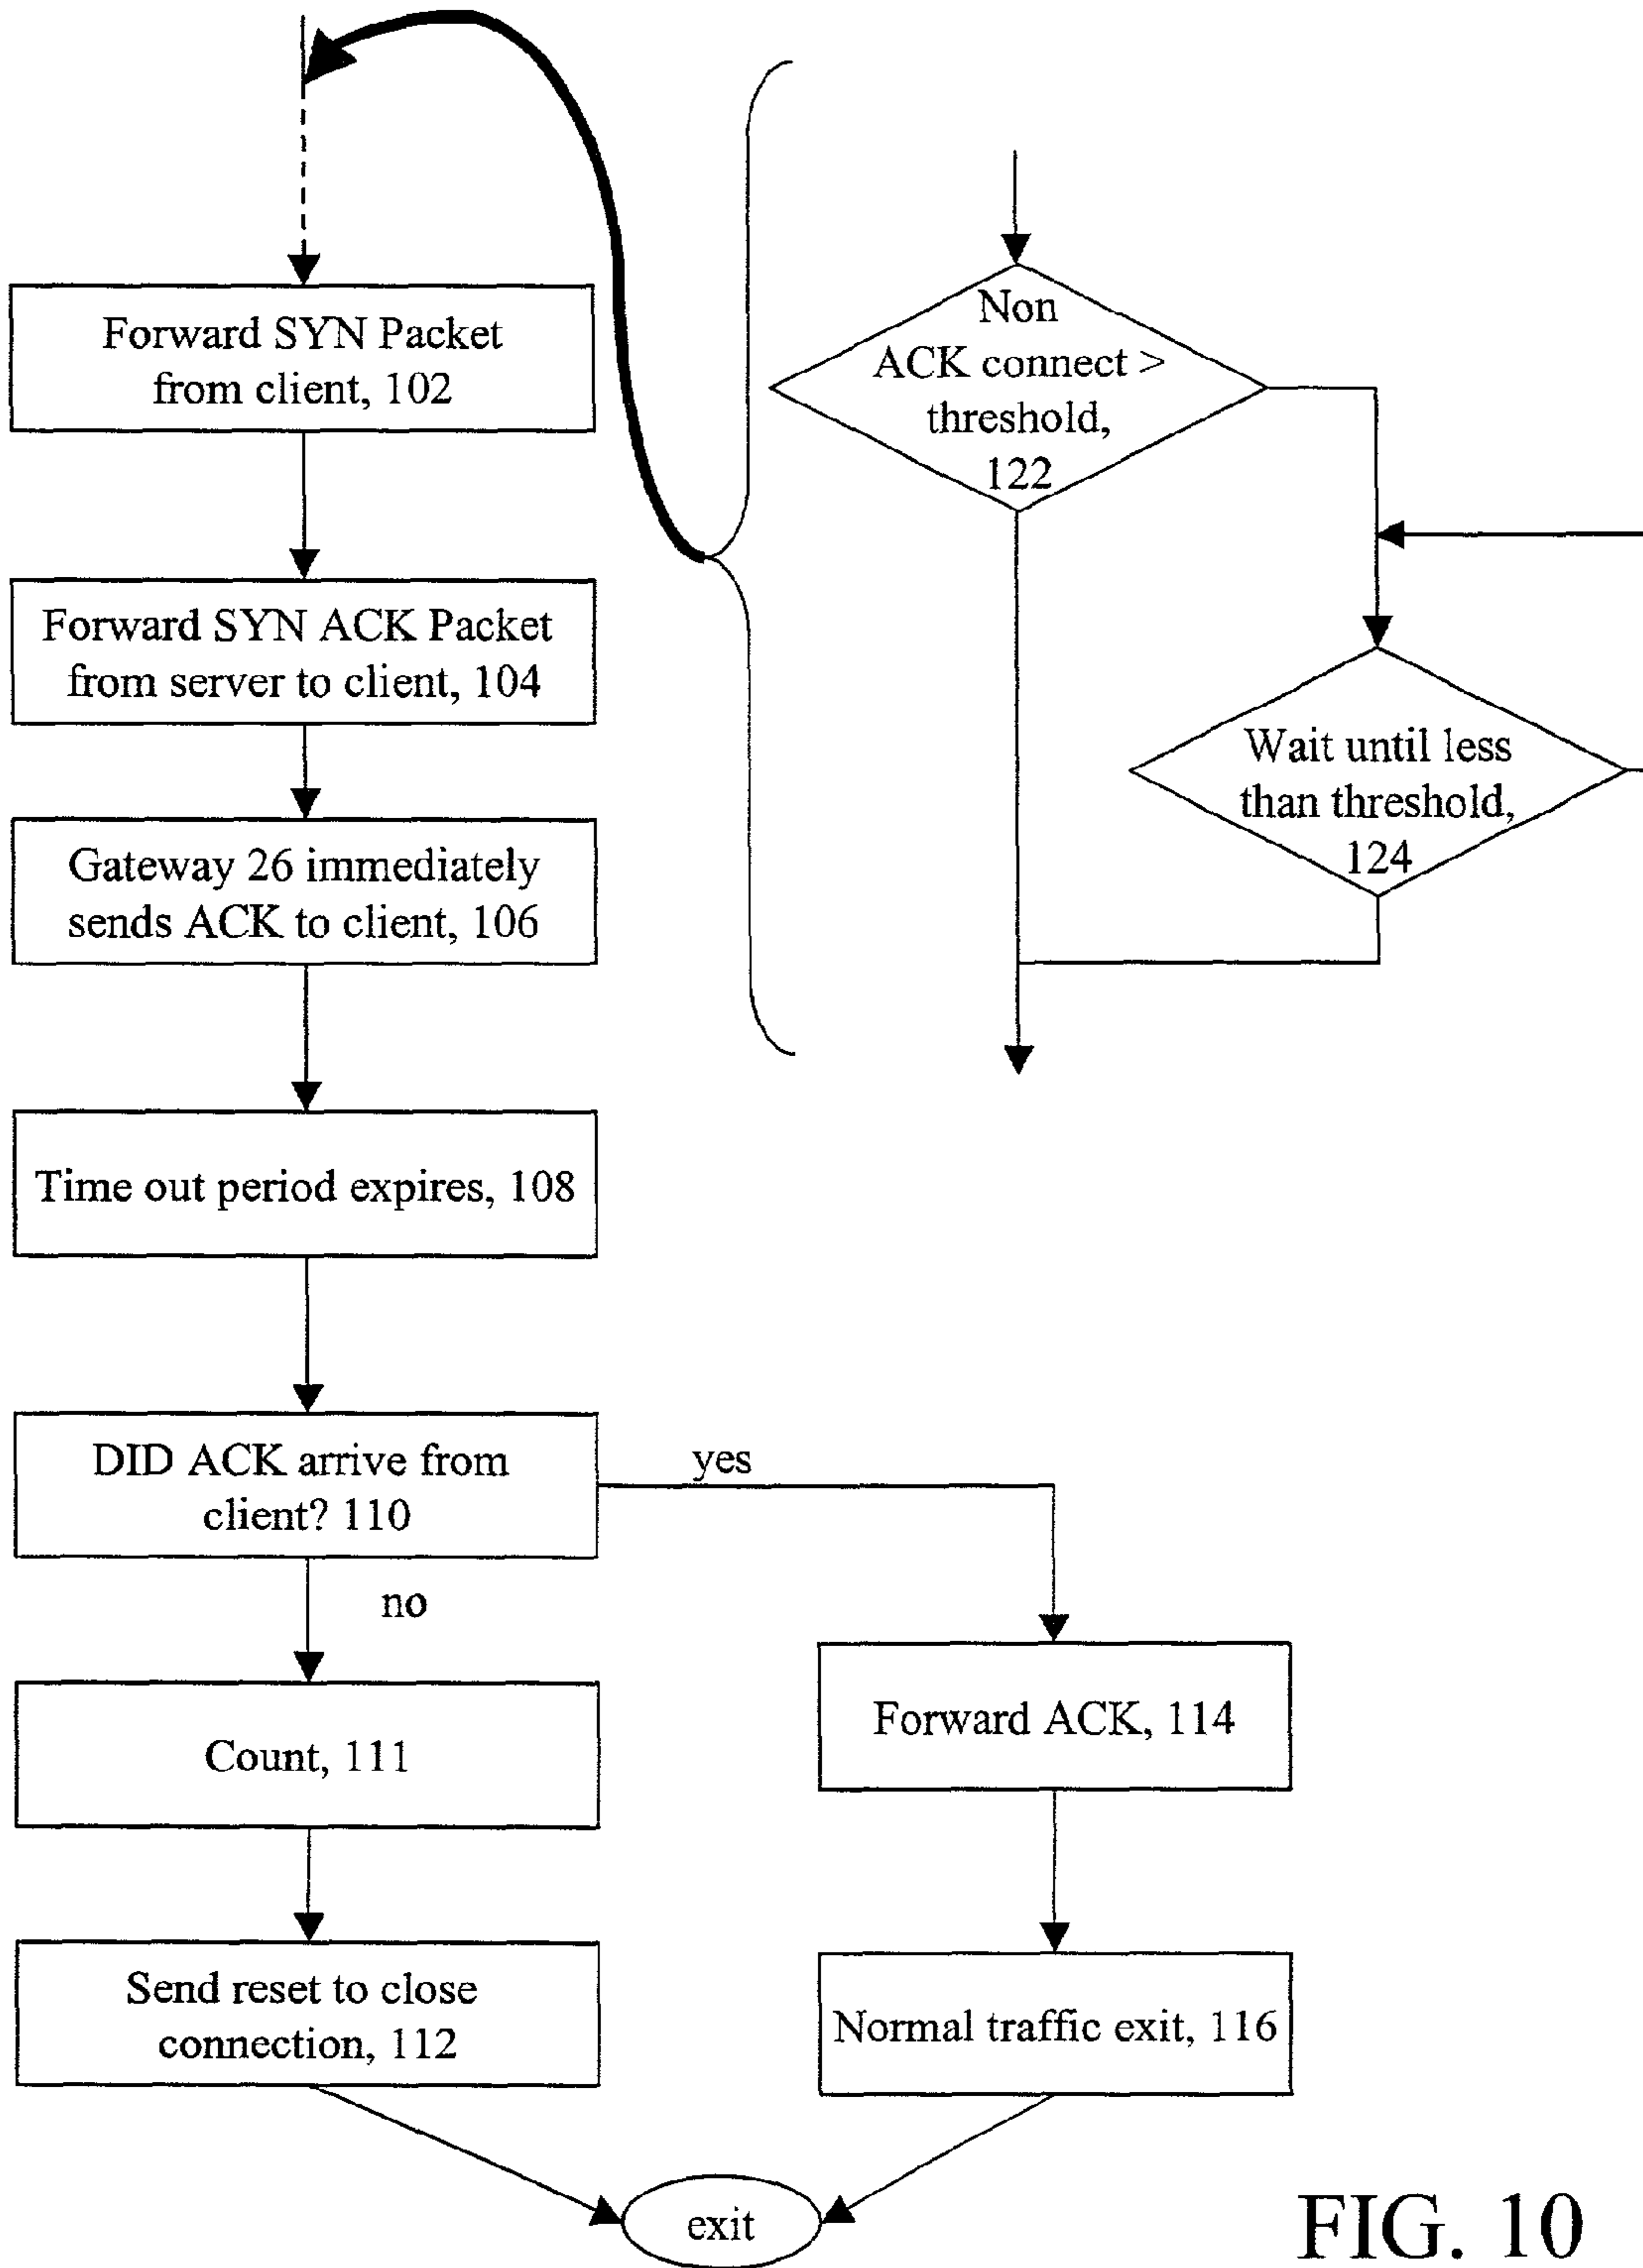 Forward SYN Packet
from client, 102
Forward SYN ACK Packet
from server to client, 104
Gateway 26 immediately
sends ACK to client, 106
Time out period expires, 108
DID ACK arrive from
client? 110
yes
no
Count, 111
Send reset to close
connection, 112
Forward ACK, 114
Normal traffic exit, 116
exit
Non
ACK connect >
threshold,
122
Wait until less
than threshold,
124
FIG. 10